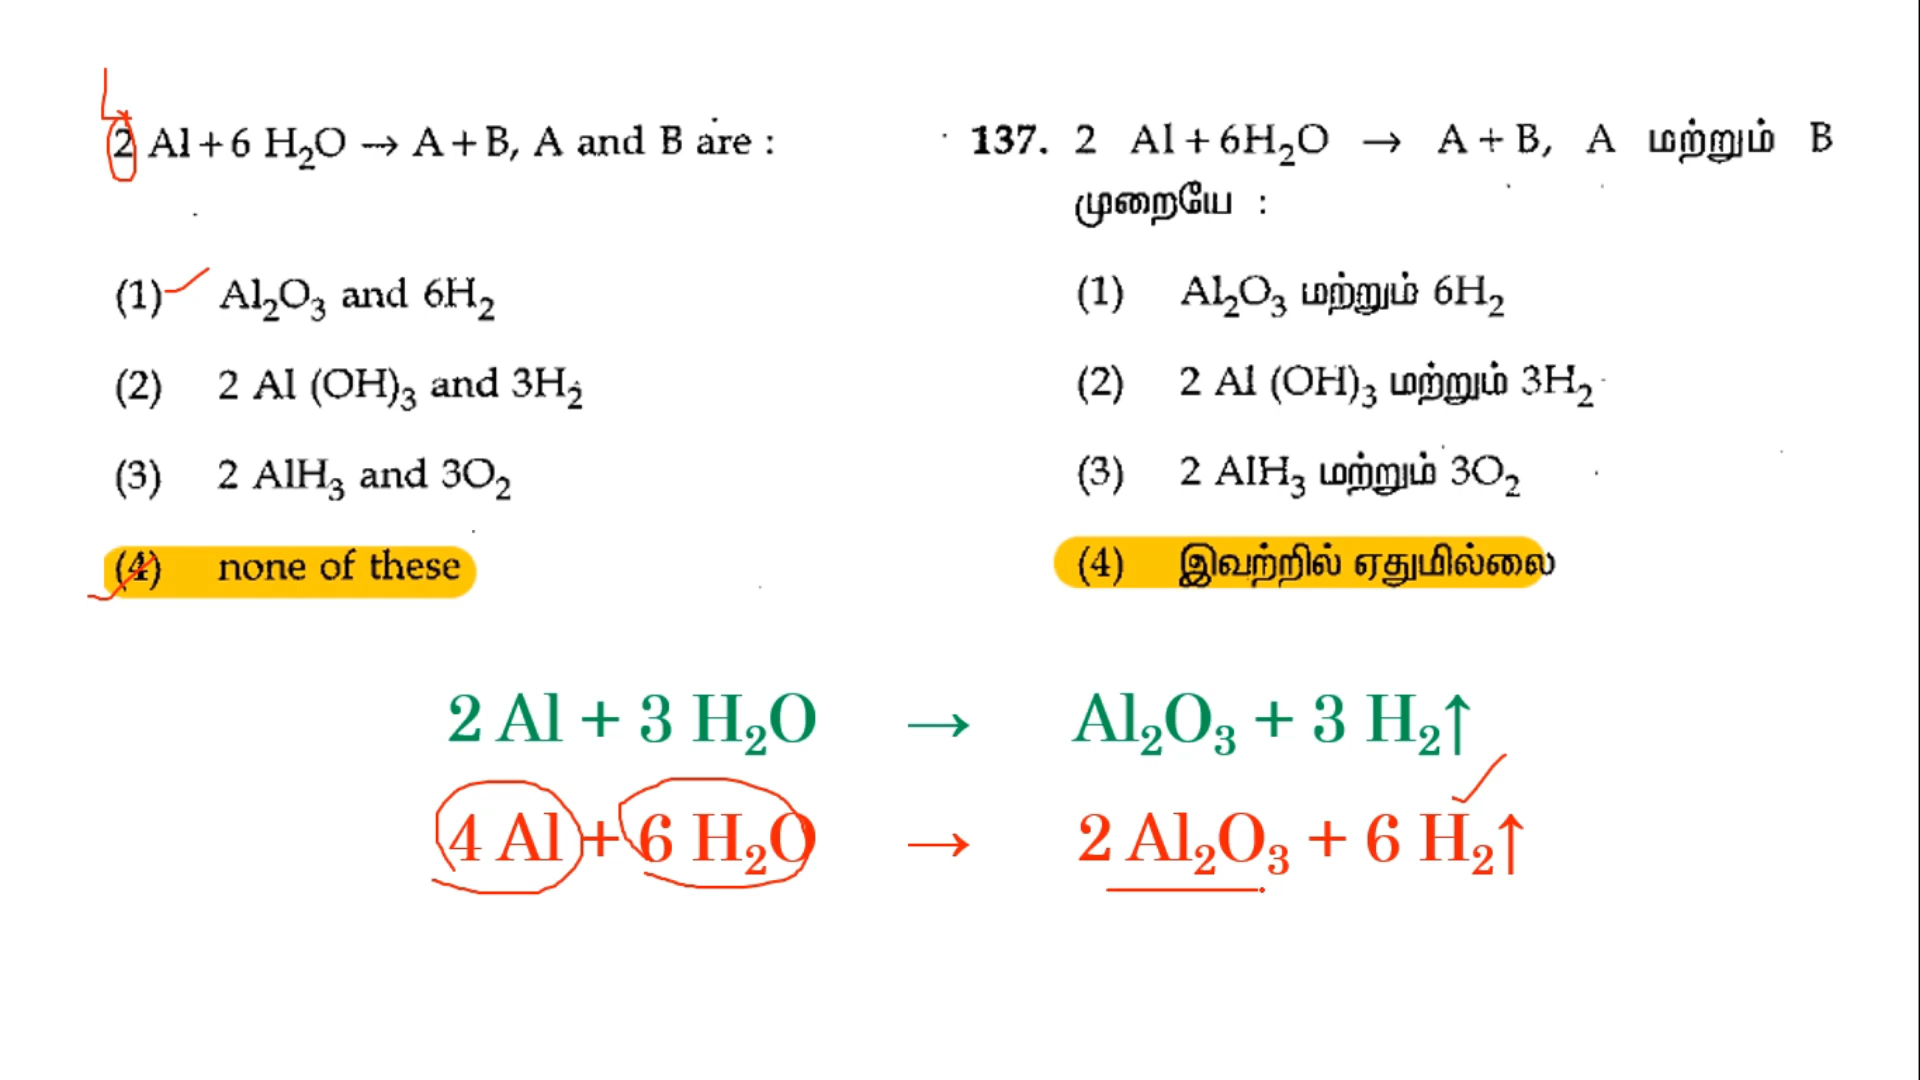 2 Al + 6 H₂O → A + B, A and B are :
(1) Al₂O₃ and 6H₂
(2) 2 Al (OH)₃ and 3H₂
(3) 2 AlH₃ and 3O₂
(4) none of these
137. 2 Al + 6H₂O → A + B, A மற்றும் B
முறையே :
(1) Al₂O₃ மற்றும் 6H₂
(2) 2 Al (OH)₃ மற்றும் 3H₂
(3) 2 AlH₃ மற்றும் 3O₂
(4) இவற்றில் ஏதுமில்லை
2 Al + 3 H₂O → Al₂O₃ + 3 H₂↑
4 Al + 6 H₂O → 2 Al₂O₃ + 6 H₂↑